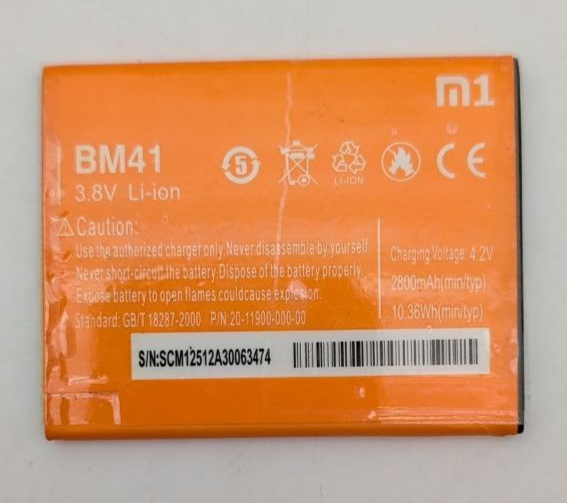 mi
BM41
3.8V Li-ion
5
LI-ION
CE
Caution:
Use the authorized charger only. Never disassemble by yourself.
Never short-circuit the battery Dispose of the battery properly.
Expose battery to open flames couldcause explosion.
Standard: GB/T 18287-2000 P/N:20-11900-000-00
Charging Voltage: 4.2V
2800mAh(min/typ)
10.36Wh(min/typ)
S/N:SCM12512A30063474